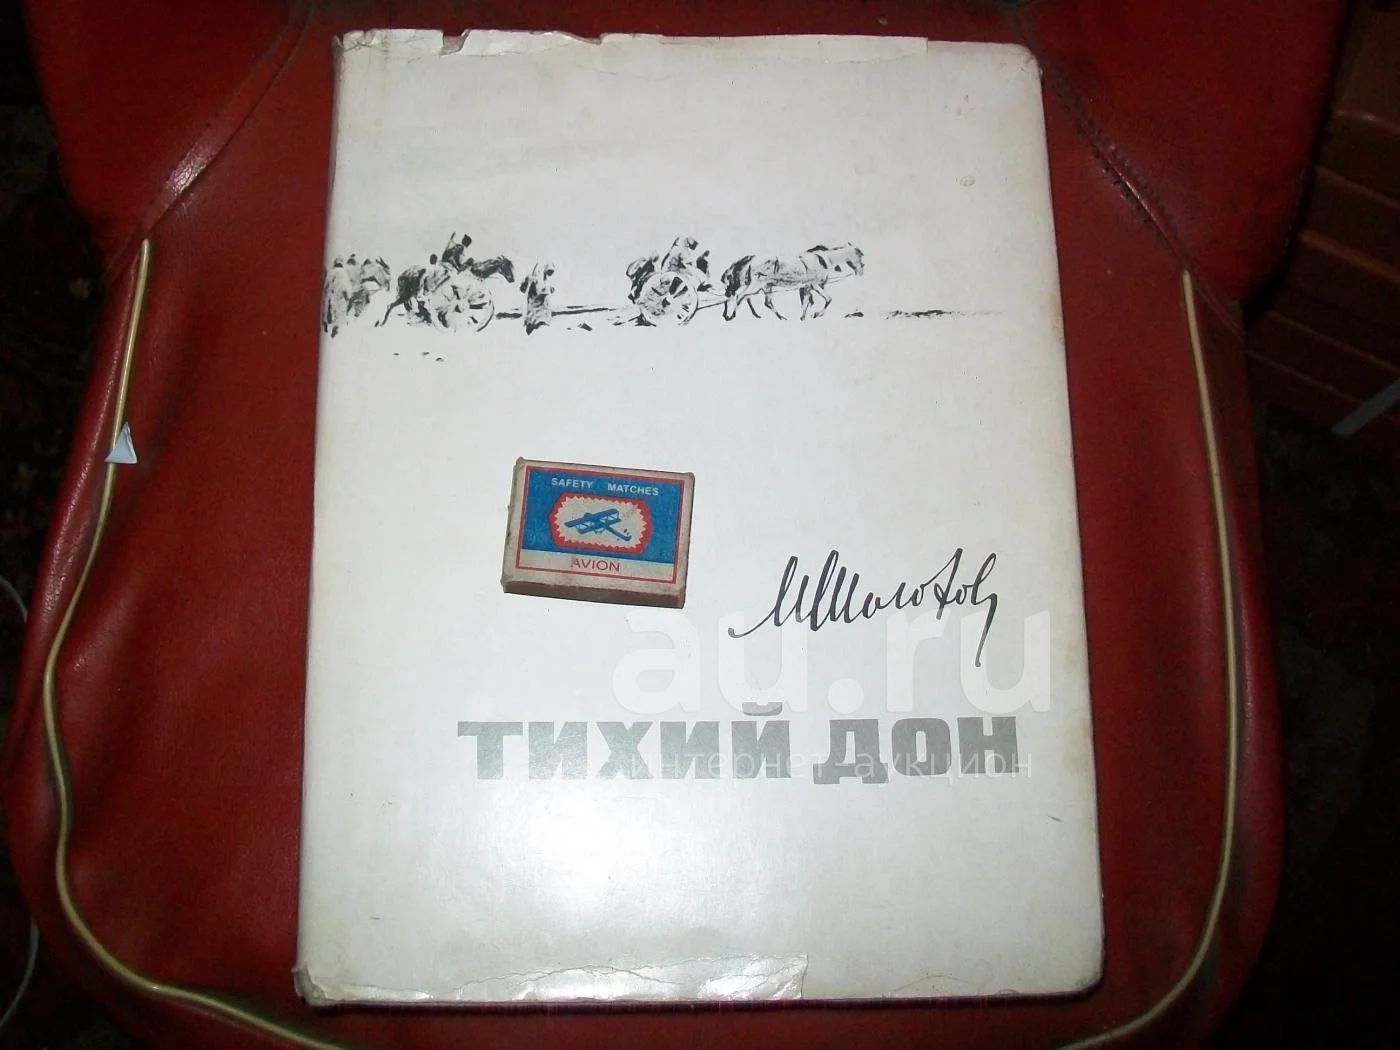 SAFETY MATCHES
AVION
М Шолохов
au.ru
ТИХИЙ ДОН
интернет аукцион